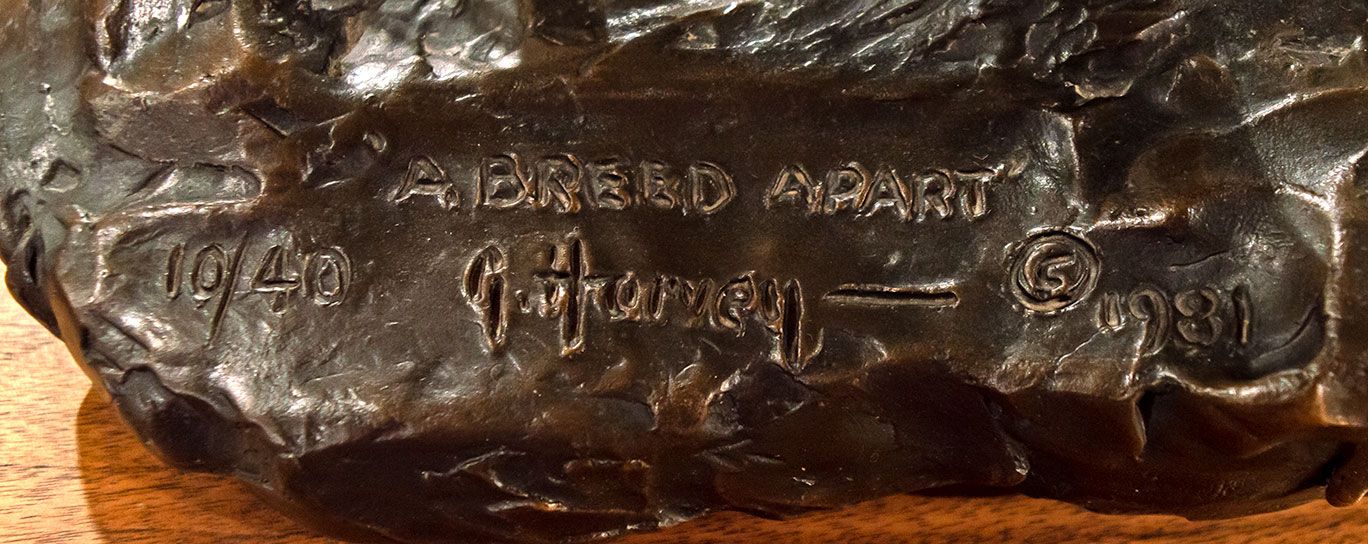 "A. BREED APART"
10/40 G. Harvey — © 1981